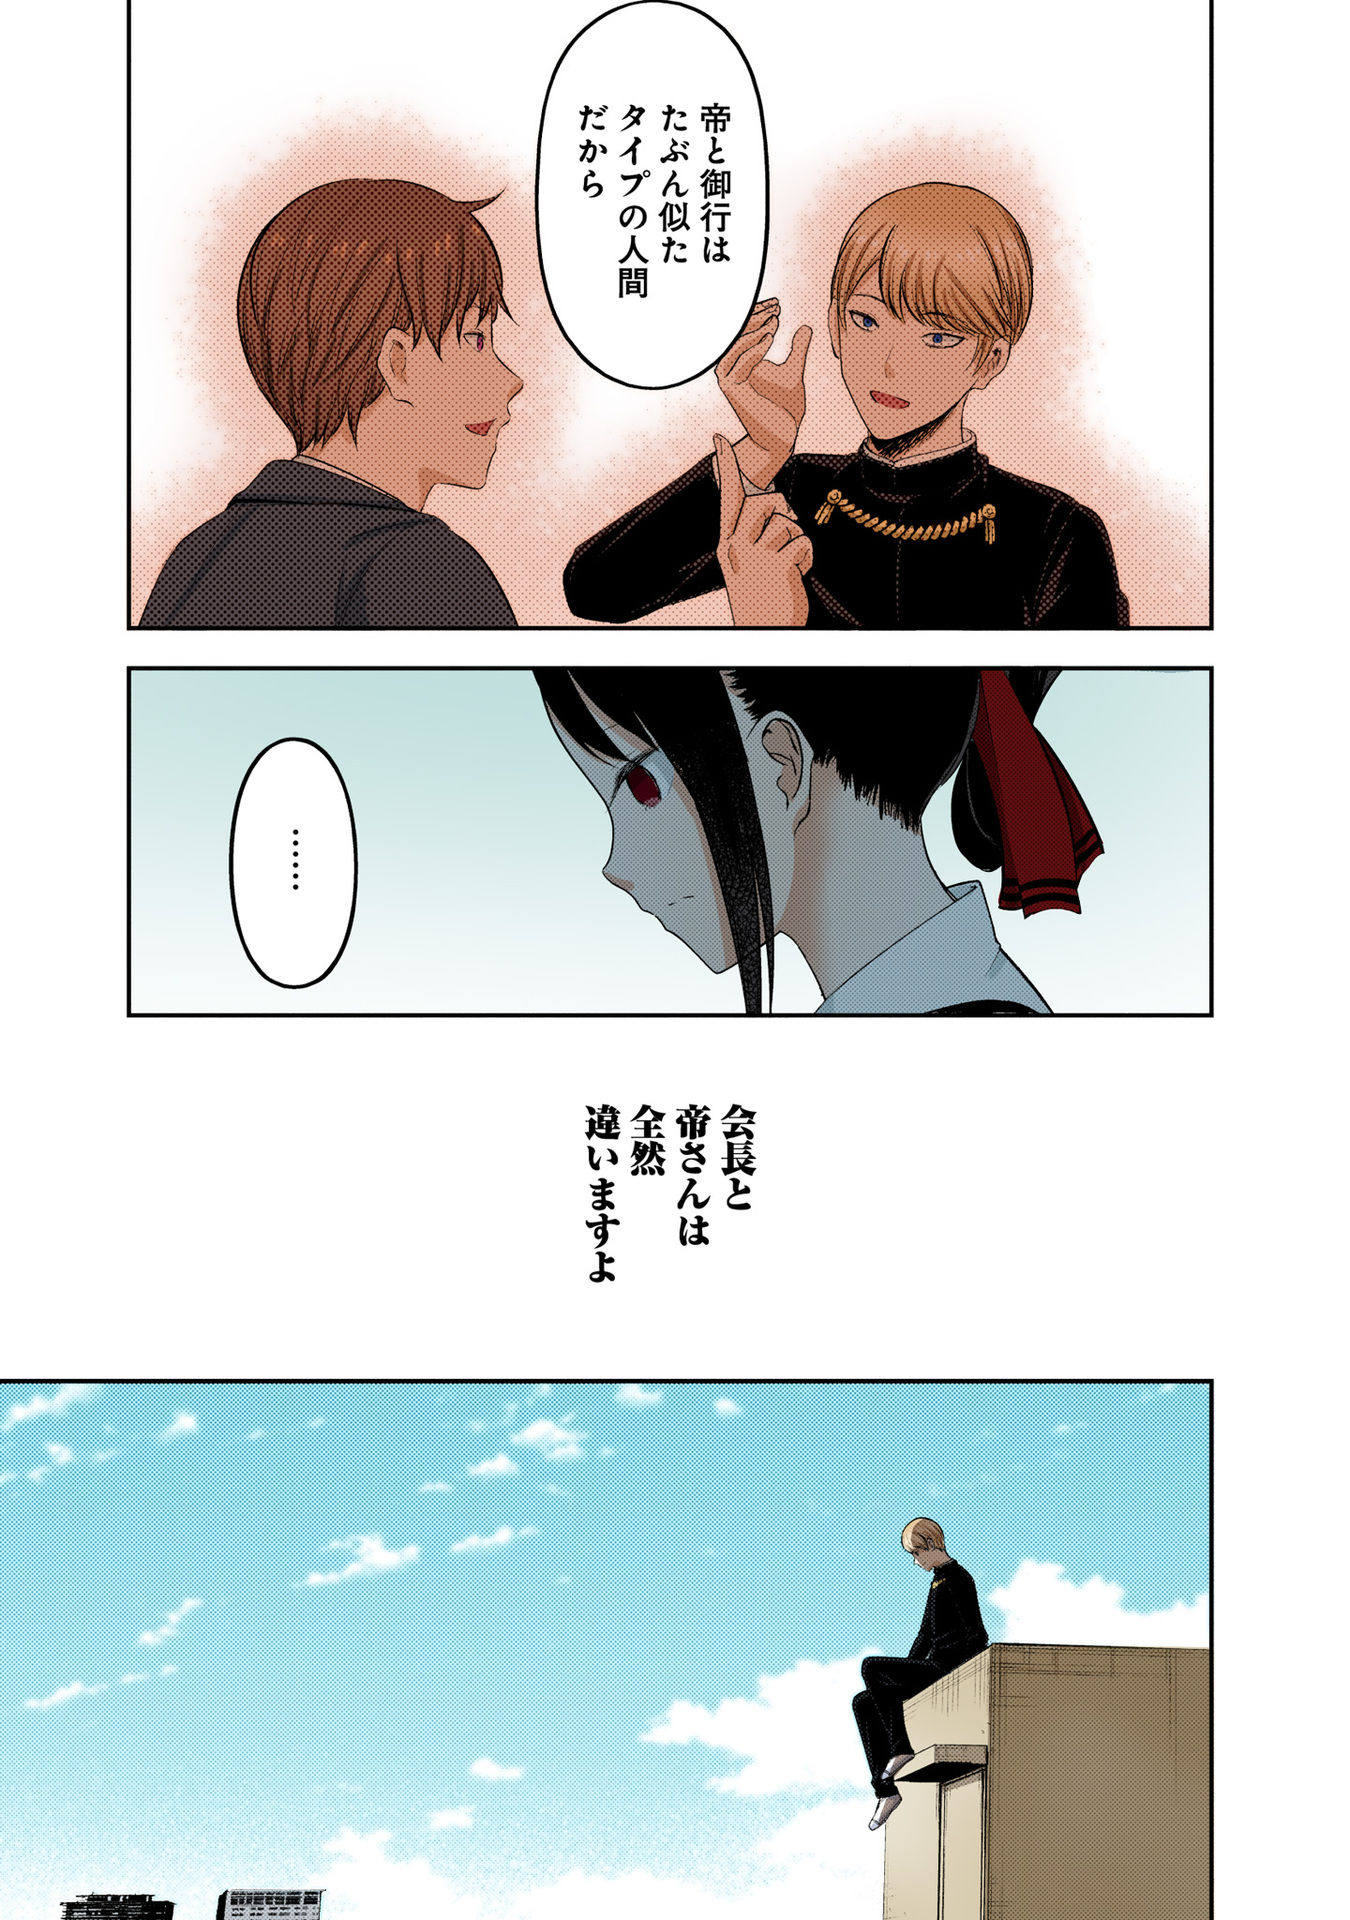 帝と御行は
たぶん似た
タイプの人間
だから
……
会長と
帝さんは
全然
違いますよ